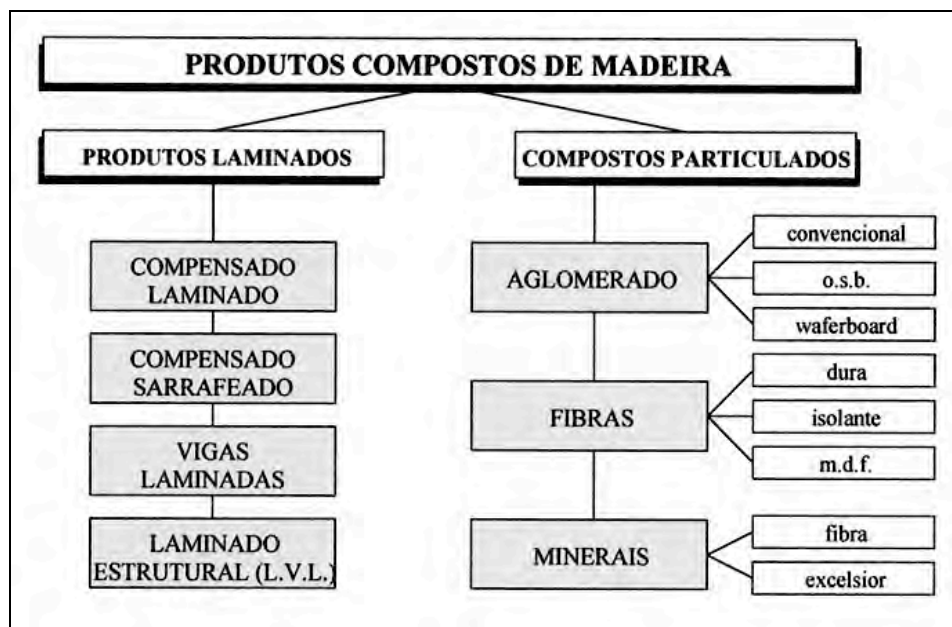 PRODUTOS COMPOSTOS DE MADEIRA
PRODUTOS LAMINADOS
COMPENSADO
LAMINADO
COMPENSADO
SARRAFEADO
VIGAS
LAMINADAS
LAMINADO
ESTRUTURAL (L.V.L.)
COMPOSTOS PARTICULADOS
AGLOMERADO
convencional
o.s.b.
waferboard
FIBRAS
dura
isolante
m.d.f.
MINERAIS
fibra
excelsior